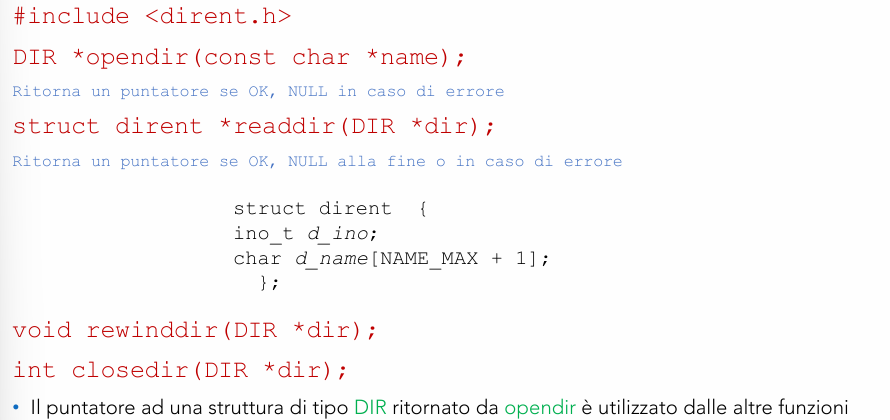 #include <dirent.h>
DIR *opendir(const char *name);
Ritorna un puntatore se OK, NULL in caso di errore
struct dirent *readdir(DIR *dir);
Ritorna un puntatore se OK, NULL alla fine o in caso di errore
struct dirent {
ino_t d_ino;
char d_name[NAME_MAX + 1];
};
void rewinddir(DIR *dir);
int closedir(DIR *dir);
• Il puntatore ad una struttura di tipo DIR ritornato da opendir è utilizzato dalle altre funzioni